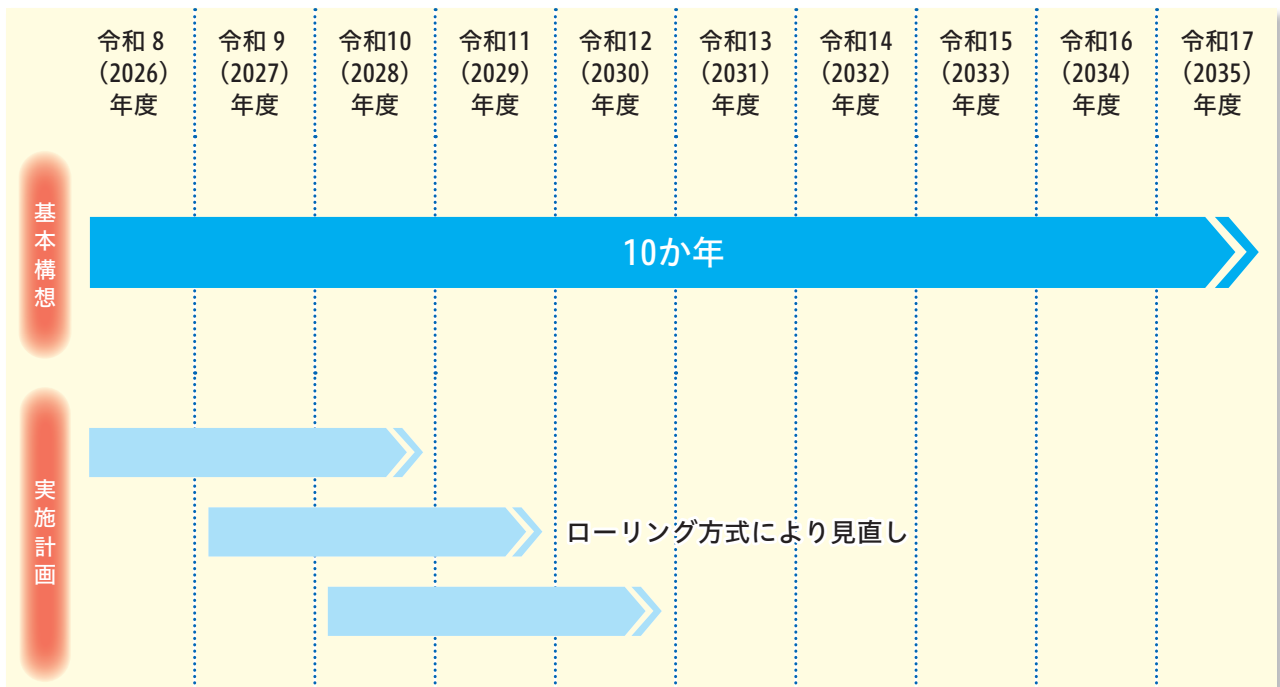 令和 8
（2026）
年度
令和 9
（2027）
年度
令和10
（2028）
年度
令和11
（2029）
年度
令和12
（2030）
年度
令和13
（2031）
年度
令和14
（2032）
年度
令和15
（2033）
年度
令和16
（2034）
年度
令和17
（2035）
年度
基本構想
10か年
実施計画
ローリング方式により見直し